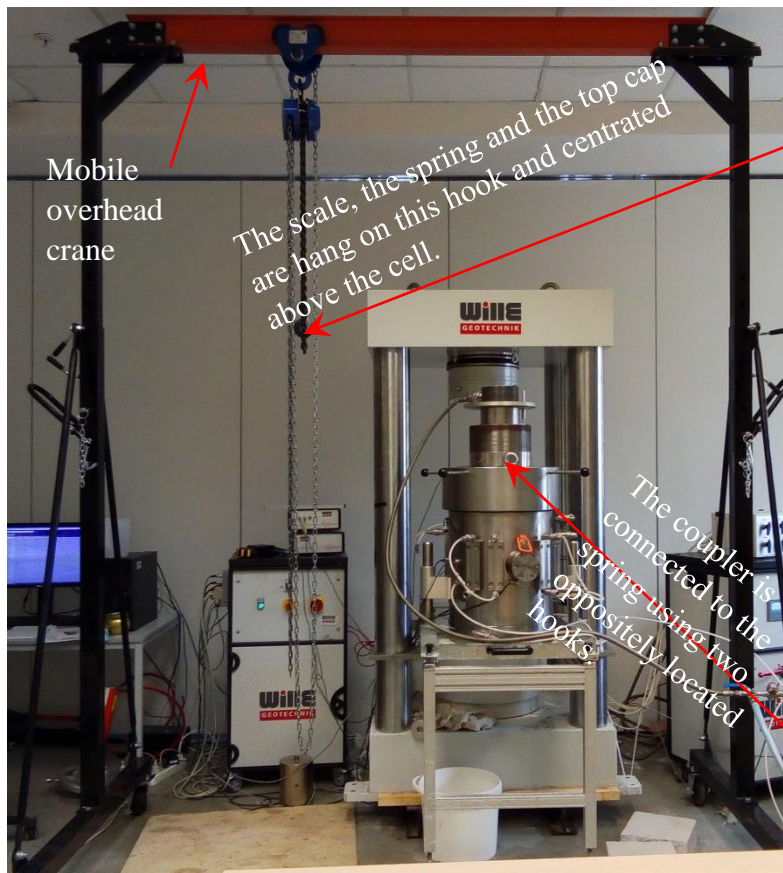 Mobile
overhead
crane
The scale, the spring and the top cap
are hang on this hook and centrated
above the cell.
WillE
GEOTECHNIK
The coupler is
connected to the
spring using two
oppositely located
hooks.
WillE
GEOTECHNIK